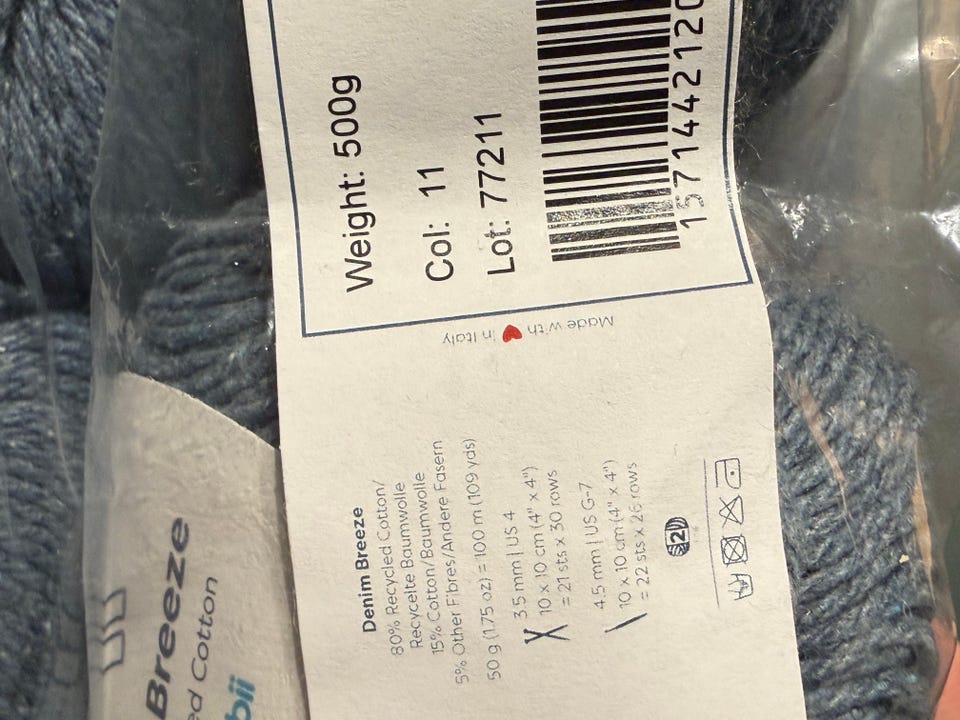 Weight: 500g
Col: 11
Lot: 77211
Made with
in Italy
Denim Breeze
80% Recycled Cotton/
Recycelte Baumwolle
15% Cotton/Baumwolle
5% Other Fibres/Andere Fasern
50 g (1.75 oz) = 100 m (109 yds)
3.5 mm | US 4
10 x 10 cm (4" x 4")
= 21 sts x 30 rows
4.5 mm | US G-7
10 x 10 cm (4" x 4")
= 22 sts x 26 rows
2
Breeze
ed Cotton
bii